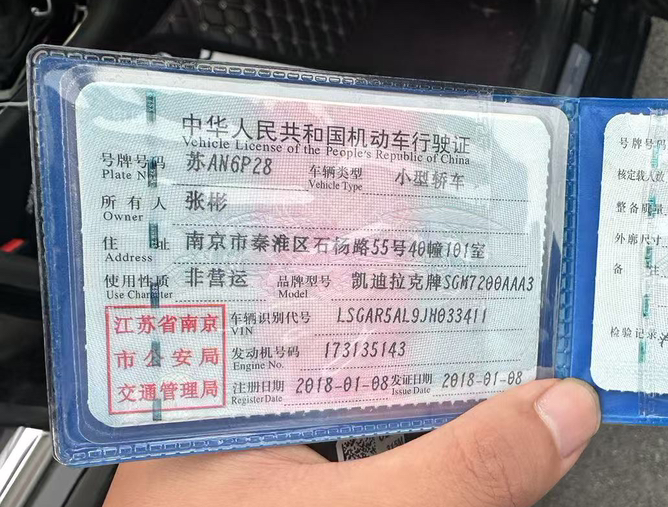 中华人民共和国机动车行驶证
Vehicle License of the People's Republic of China
号牌号码 苏AN6P28 车辆类型 小型轿车
Plate No. Vehicle Type
所有人 张彬
Owner
住址 南京市秦淮区石杨路55号40幢101室
Address
使用性质 非营运 品牌型号 凯迪拉克牌SGM7200AAA3
Use Character Model
江苏省南京
市公安局
交通管理局
车辆识别代号 LSGAR5AL9JH033411
VIN
发动机号码 173135143
Engine No.
注册日期 2018-01-08 发证日期 2018-01-08
Register Date Issue Date
号牌号码
核定载人数
整备质量
外廓尺寸
备注
检验记录